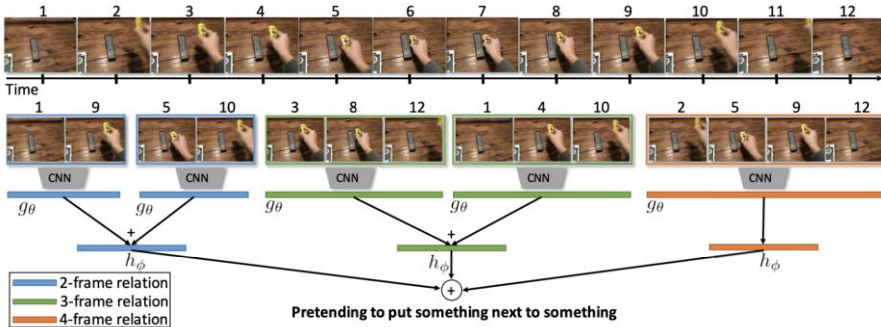 1 2 3 4 5 6 7 8 9 10 11 12
Time
1 9 5 10 3 8 12 1 4 10 2 5 9 12
CNN CNN CNN CNN CNN
gθ gθ gθ gθ gθ
+ +
hϕ hϕ hϕ
+
2-frame relation
3-frame relation
4-frame relation
Pretending to put something next to something